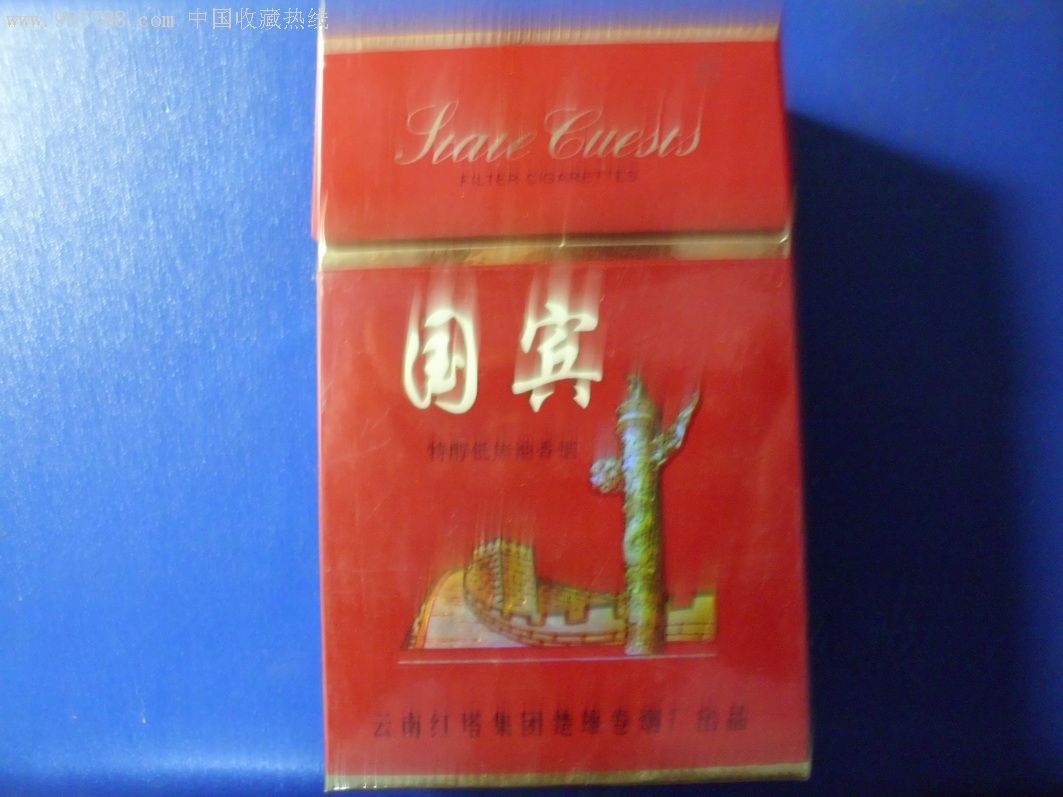 www.997788.com 中国收藏热线
State Guests
FILTER CIGARETTES
国宾
特醇低焦油香烟
云南红塔集团楚雄卷烟厂出品